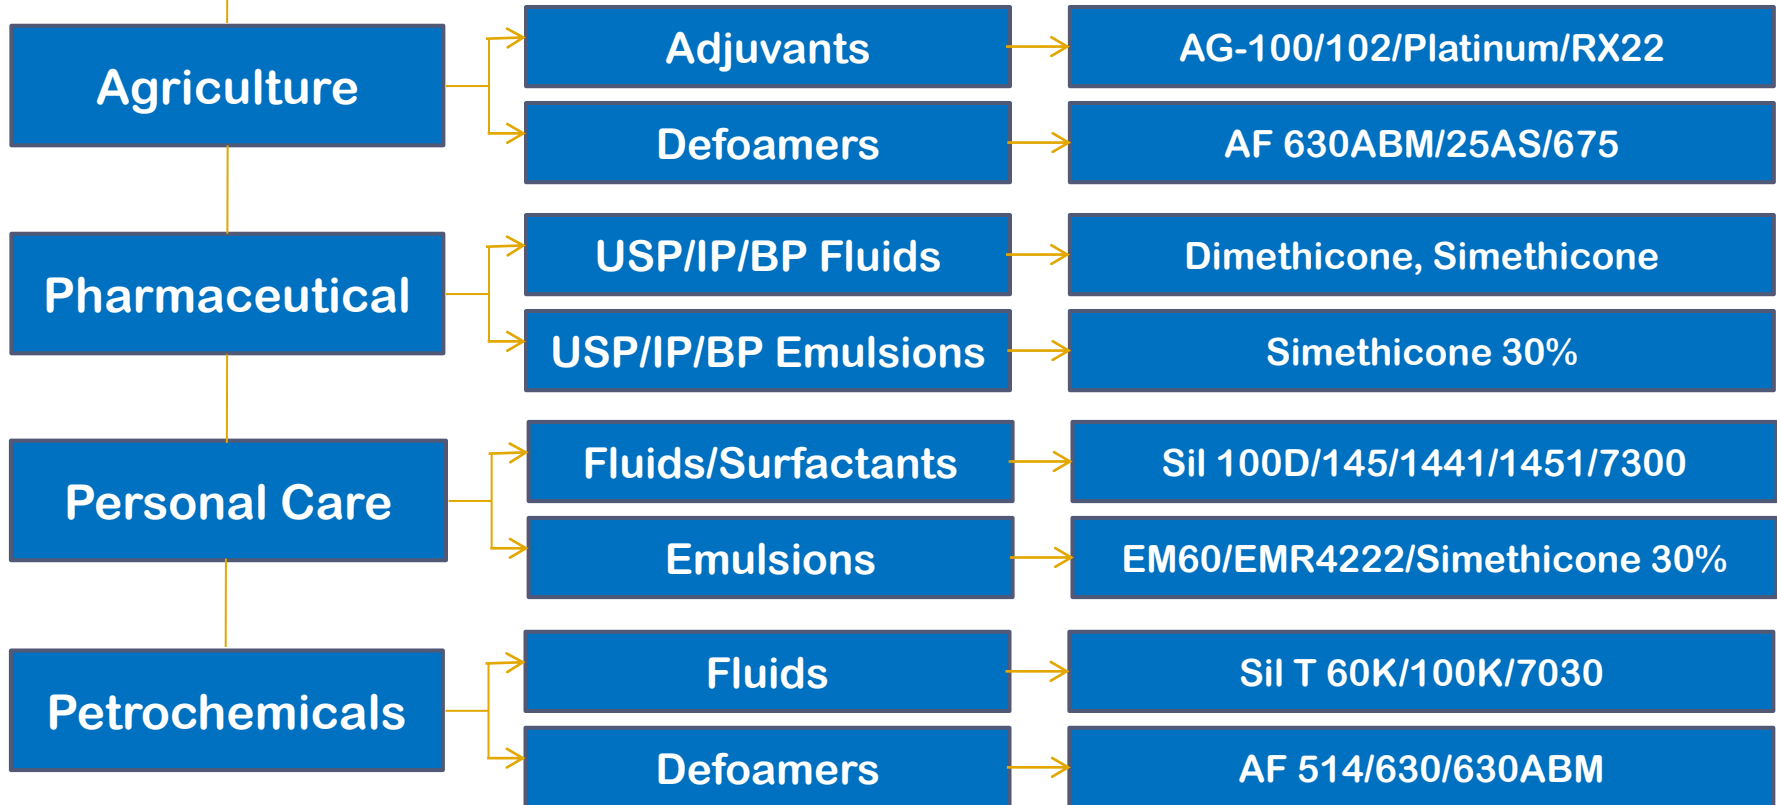 Agriculture
Adjuvants
AG-100/102/Platinum/RX22
Defoamers
AF 630ABM/25AS/675
Pharmaceutical
USP/IP/BP Fluids
Dimethicone, Simethicone
USP/IP/BP Emulsions
Simethicone 30%
Personal Care
Fluids/Surfactants
Sil 100D/145/1441/1451/7300
Emulsions
EM60/EMR4222/Simethicone 30%
Petrochemicals
Fluids
Sil T 60K/100K/7030
Defoamers
AF 514/630/630ABM